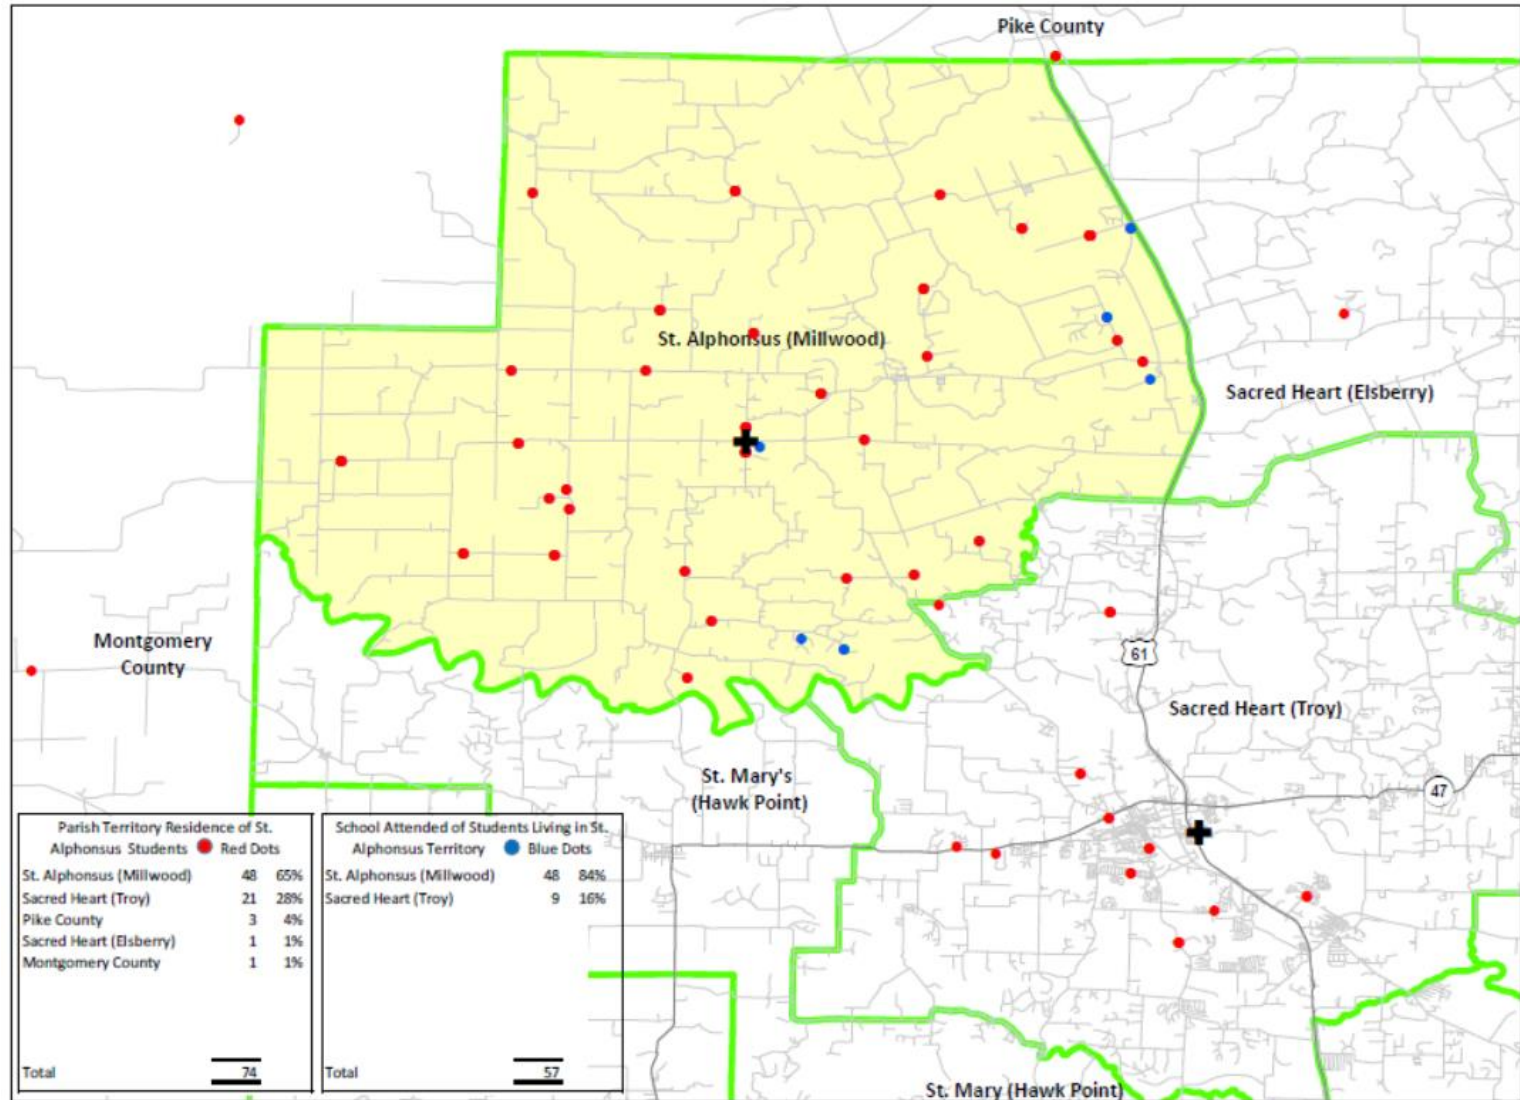 Pike County
St. Alphonsus (Millwood)
Sacred Heart (Elsberry)
Montgomery
County
61
Sacred Heart (Troy)
St. Mary's
(Hawk Point)
47
Parish Territory Residence of St.
Alphonsus Students Red Dots
St. Alphonsus (Millwood) 48 65%
Sacred Heart (Troy) 21 28%
Pike County 3 4%
Sacred Heart (Elsberry) 1 1%
Montgomery County 1 1%
Total 74
School Attended of Students Living in St.
Alphonsus Territory Blue Dots
St. Alphonsus (Millwood) 48 84%
Sacred Heart (Troy) 9 16%
Total 57
St. Mary (Hawk Point)